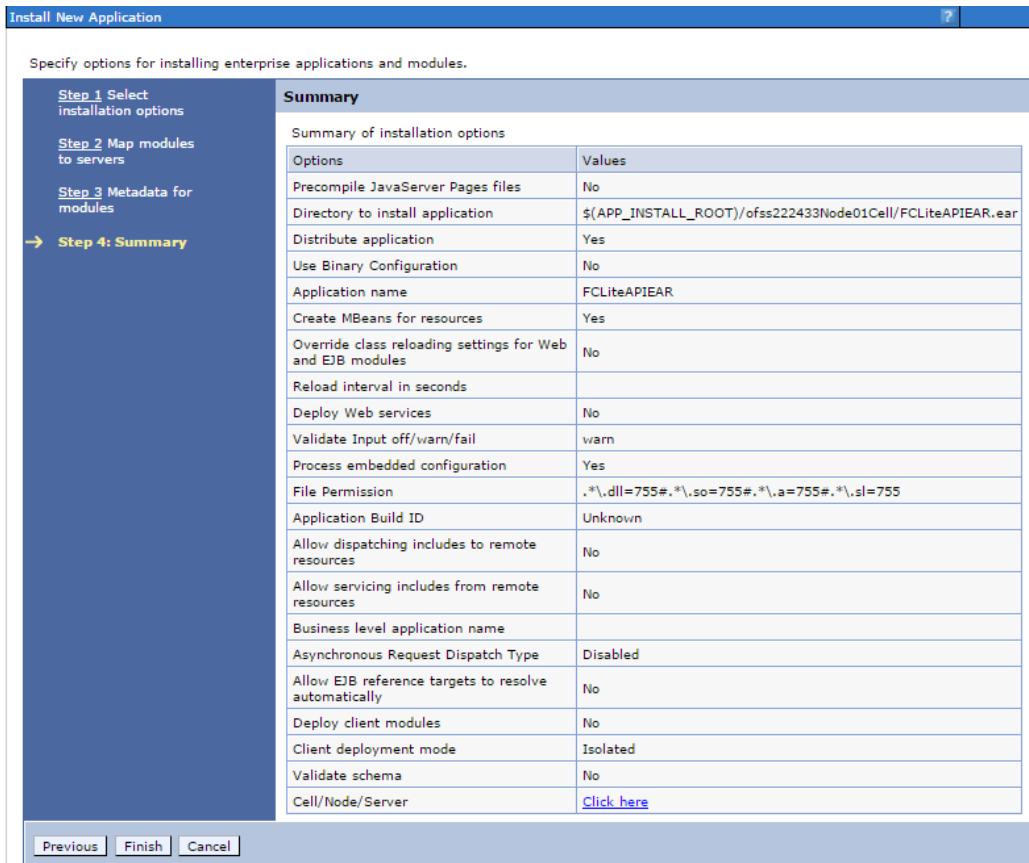 Install New Application ?
Specify options for installing enterprise applications and modules.
Step 1 Select
installation options
Step 2 Map modules
to servers
Step 3 Metadata for
modules
Step 4: Summary
Summary
Summary of installation options
Options Values
Precompile JavaServer Pages files No
Directory to install application $(APP_INSTALL_ROOT)/ofss222433Node01Cell/FCLiteAPIEAR.ear
Distribute application Yes
Use Binary Configuration No
Application name FCLiteAPIEAR
Create MBeans for resources Yes
Override class reloading settings for Web
and EJB modules No
Reload interval in seconds
Deploy Web services No
Validate Input off/warn/fail warn
Process embedded configuration Yes
File Permission .*\.dll=755#.*\.so=755#.*\.a=755#.*\.sl=755
Application Build ID Unknown
Allow dispatching includes to remote
resources No
Allow servicing includes from remote
resources No
Business level application name
Asynchronous Request Dispatch Type Disabled
Allow EJB reference targets to resolve
automatically No
Deploy client modules No
Client deployment mode Isolated
Validate schema No
Cell/Node/Server Click here
Previous Finish Cancel